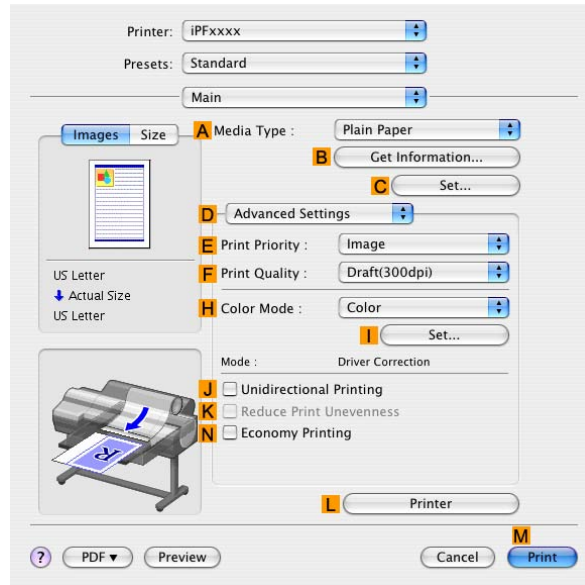 Printer: iPFxxxx
Presets: Standard
Main
Images Size
US Letter
Actual Size
US Letter
A Media Type : Plain Paper
B Get Information...
C Set...
D Advanced Settings
E Print Priority : Image
F Print Quality : Draft(300dpi)
H Color Mode : Color
I Set...
Mode : Driver Correction
J Unidirectional Printing
K Reduce Print Unevenness
N Economy Printing
R
L Printer
M
? PDF Preview Cancel Print